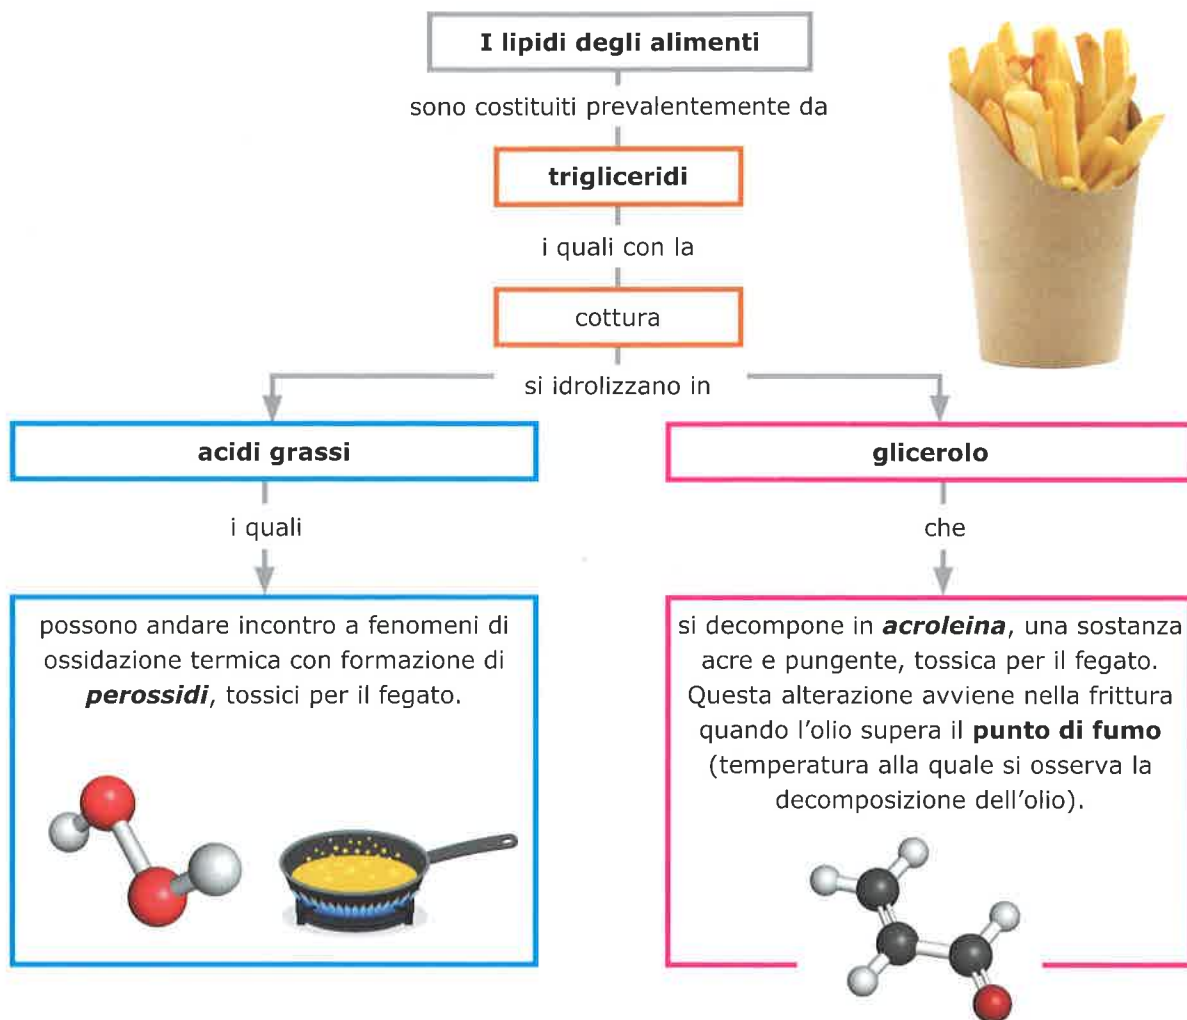 I lipidi degli alimenti
sono costituiti prevalentemente da
trigliceridi
i quali con la
cottura
si idrolizzano in
acidi grassi
glicerolo
i quali
che
possono andare incontro a fenomeni di
ossidazione termica con formazione di
perossidi, tossici per il fegato.
si decompone in acroleina, una sostanza
acre e pungente, tossica per il fegato.
Questa alterazione avviene nella frittura
quando l'olio supera il punto di fumo
(temperatura alla quale si osserva la
decomposizione dell'olio).